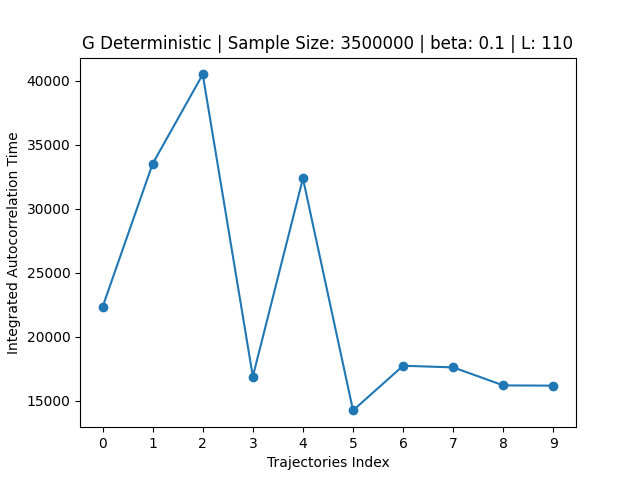 G Deterministic | Sample Size: 3500000 | beta: 0.1 | L: 110
Integrated Autocorrelation Time
40000
35000
30000
25000
20000
15000
0 1 2 3 4 5 6 7 8 9
Trajectories Index